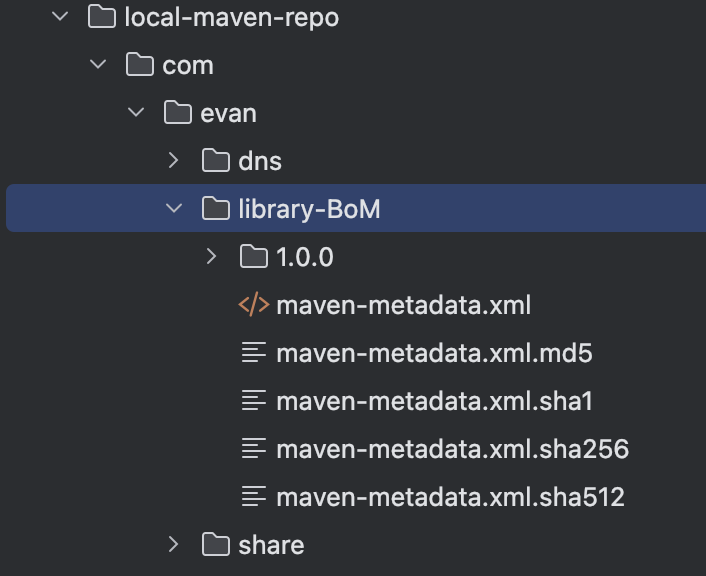 local-maven-repo
com
evan
dns
library-BoM
1.0.0
maven-metadata.xml
maven-metadata.xml.md5
maven-metadata.xml.sha1
maven-metadata.xml.sha256
maven-metadata.xml.sha512
share